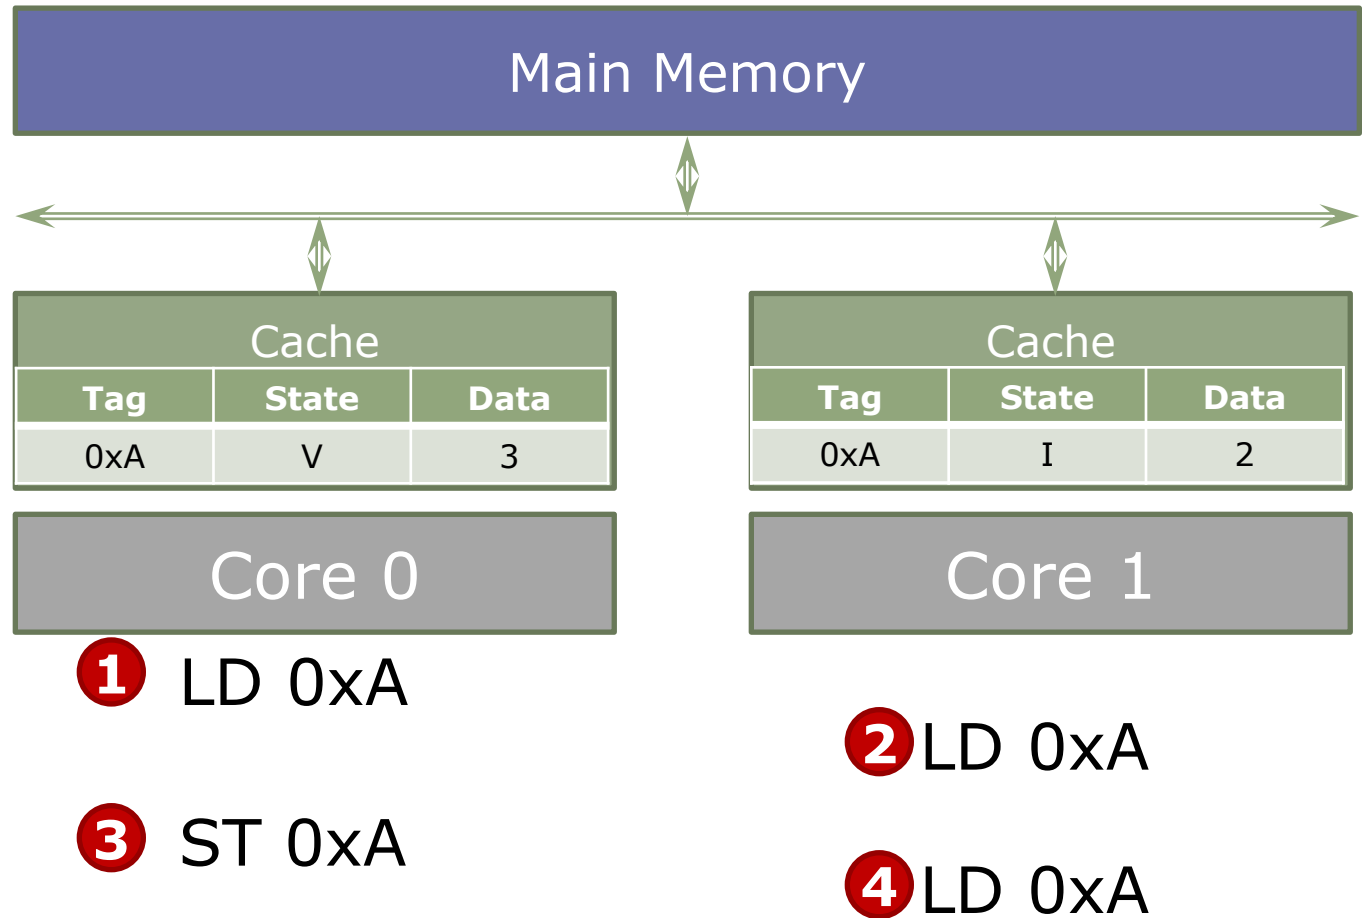 Main Memory
Cache
Tag State Data
0xA V 3
Cache
Tag State Data
0xA I 2
Core 0
Core 1
1 LD 0xA
2 LD 0xA
3 ST 0xA
4 LD 0xA